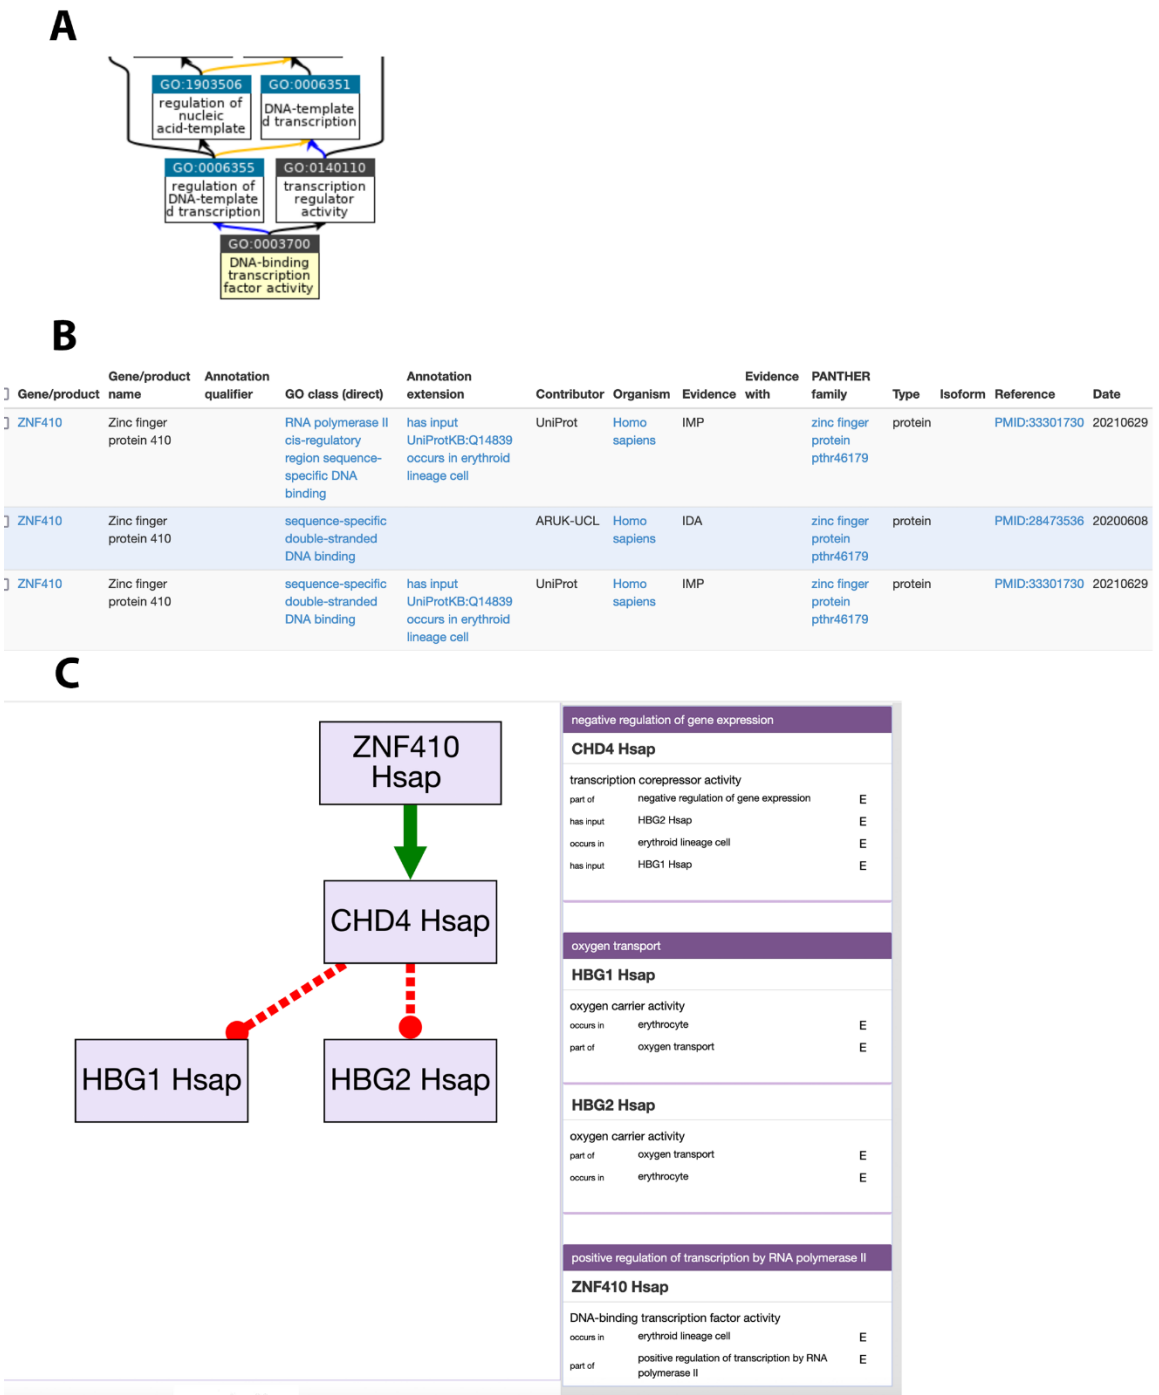 A
GO:1903506
regulation of
nucleic
acid-template
GO:0006351
DNA-template
d transcription
GO:0006355
regulation of
DNA-template
d transcription
GO:0140110
transcription
regulator
activity
GO:0003700
DNA-binding
transcription
factor activity
B
Gene/product
Gene/product name
Annotation qualifier
GO class (direct)
Annotation extension
Contributor
Organism
Evidence
Evidence with
PANTHER family
Type
Isoform
Reference
Date
ZNF410
Zinc finger
protein 410
RNA polymerase II
cis-regulatory
region sequence-
specific DNA
binding
has input
UniProtKB:Q14839
occurs in erythroid
lineage cell
UniProt
Homo
sapiens
IMP
zinc finger
protein
pthr46179
protein
PMID:33301730
20210629
ZNF410
Zinc finger
protein 410
sequence-specific
double-stranded
DNA binding
ARUK-UCL
Homo
sapiens
IDA
zinc finger
protein
pthr46179
protein
PMID:28473536
20200608
ZNF410
Zinc finger
protein 410
sequence-specific
double-stranded
DNA binding
has input
UniProtKB:Q14839
occurs in erythroid
lineage cell
UniProt
Homo
sapiens
IMP
zinc finger
protein
pthr46179
protein
PMID:33301730
20210629
C
ZNF410
Hsap
CHD4 Hsap
HBG1 Hsap
HBG2 Hsap
negative regulation of gene expression
CHD4 Hsap
transcription corepressor activity
part of negative regulation of gene expression E
has input HBG2 Hsap E
occurs in erythroid lineage cell E
has input HBG1 Hsap E
oxygen transport
HBG1 Hsap
oxygen carrier activity
occurs in erythrocyte E
part of oxygen transport E
HBG2 Hsap
oxygen carrier activity
part of oxygen transport E
occurs in erythrocyte E
positive regulation of transcription by RNA polymerase II
ZNF410 Hsap
DNA-binding transcription factor activity
occurs in erythroid lineage cell E
part of positive regulation of transcription by RNA E
polymerase II